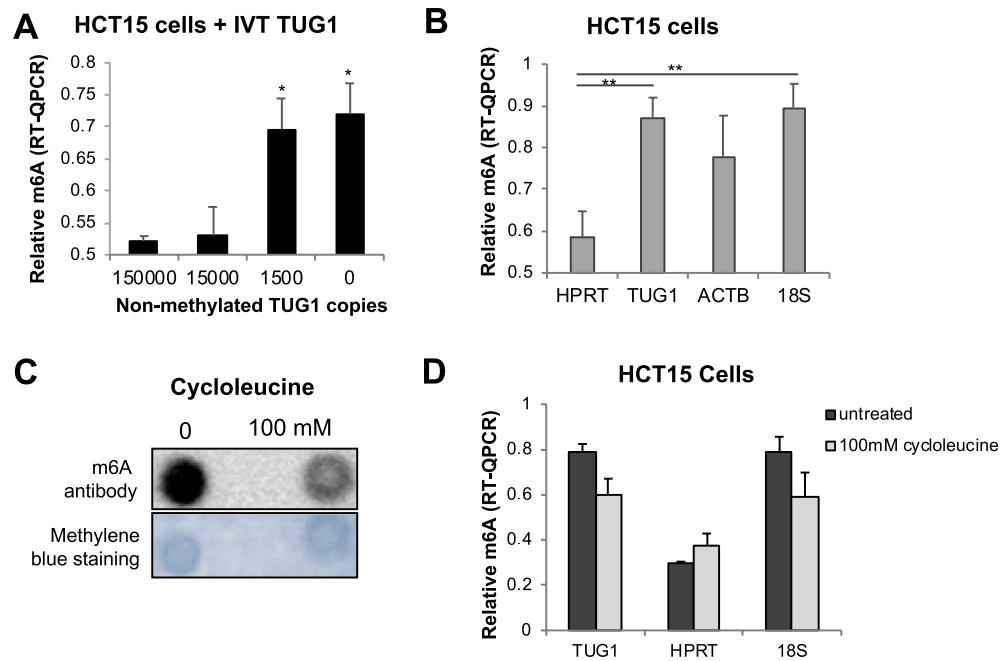 A
HCT15 cells + IVT TUG1
Relative m6A (RT-QPCR)
0.8
0.75
0.7
0.65
0.6
0.55
0.5
*
*
150000 15000 1500 0
Non-methylated TUG1 copies
B
HCT15 cells
Relative m6A (RT-QPCR)
1
0.9
0.8
0.7
0.6
0.5
**
**
HPRT TUG1 ACTB 18S
C
Cycloleucine
0 100 mM
m6A
antibody
Methylene
blue staining
D
HCT15 Cells
Relative m6A (RT-QPCR)
1
0.8
0.6
0.4
0.2
0
untreated
100mM cycloleucine
TUG1 HPRT 18S